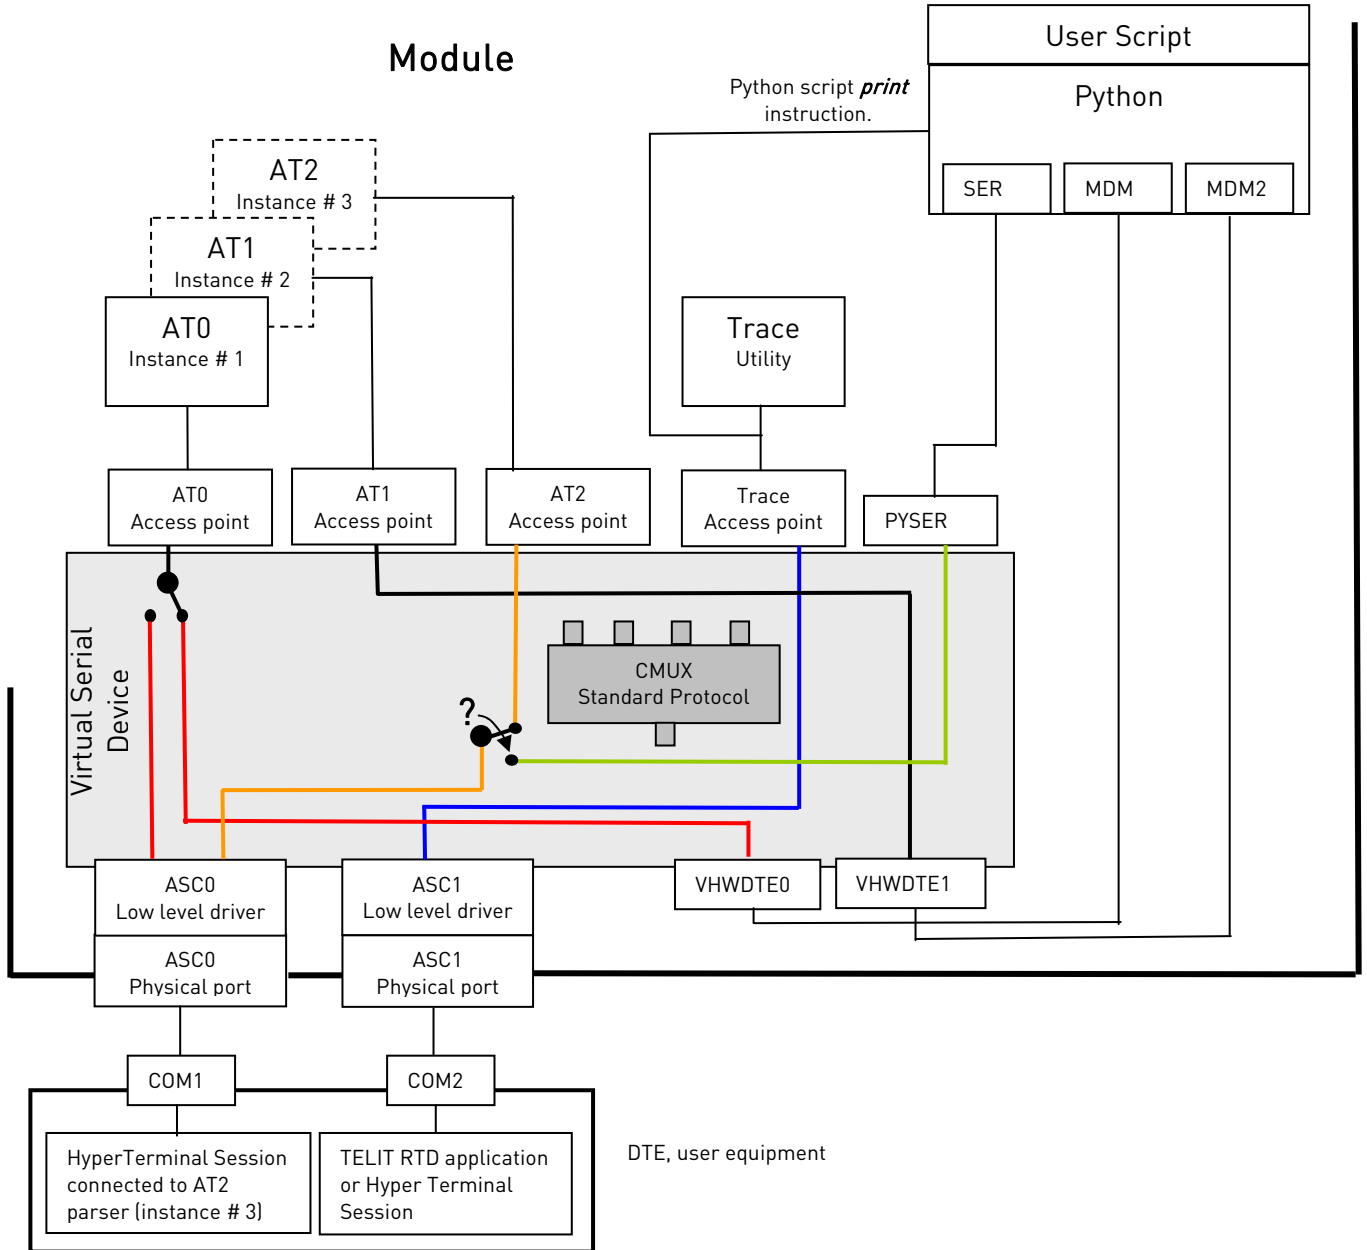 Module
User Script
Python script print
instruction.
Python
SER
MDM
MDM2
AT2
Instance # 3
AT1
Instance # 2
AT0
Instance # 1
Trace
Utility
AT0
Access point
AT1
Access point
AT2
Access point
Trace
Access point
PYSER
Virtual Serial
Device
CMUX
Standard Protocol
?
ASC0
Low level driver
ASC1
Low level driver
VHWDTE0
VHWDTE1
ASC0
Physical port
ASC1
Physical port
COM1
COM2
HyperTerminal Session
connected to AT2
parser (instance # 3)
TELIT RTD application
or Hyper Terminal
Session
DTE, user equipment